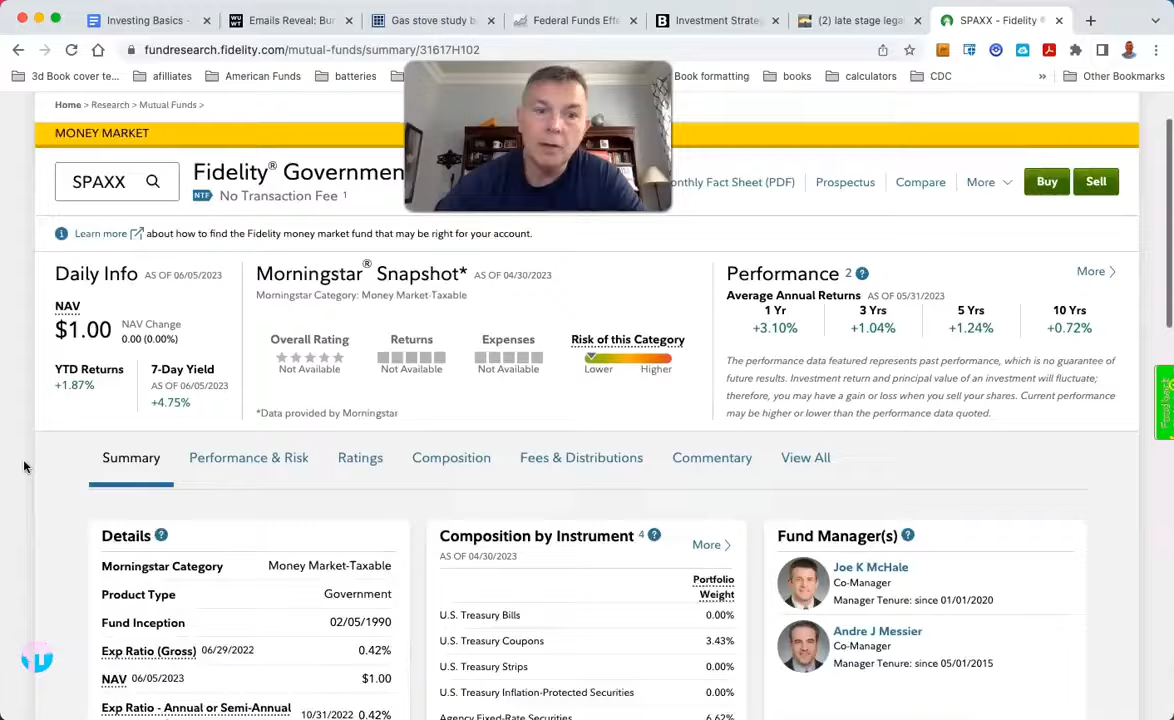 Investing Basics -
Emails Reveal: Bur
Gas stove study b
Federal Funds Effe
Investment Strate
(2) late stage lega
SPAXX - Fidelity ®
fundresearch.fidelity.com/mutual-funds/summary/31617H102
3d Book cover te...
afilliates
American Funds
batteries
Book formatting
books
calculators
CDC
Other Bookmarks
Home > Research > Mutual Funds >
MONEY MARKET
SPAXX
Fidelity® Governmen
NTF No Transaction Fee 1
onthly Fact Sheet (PDF)
Prospectus
Compare
More
Buy
Sell
Learn more about how to find the Fidelity money market fund that may be right for your account.
Daily Info AS OF 06/05/2023
NAV
$1.00
NAV Change
0.00 (0.00%)
YTD Returns
+1.87%
7-Day Yield
AS OF 06/05/2023
+4.75%
Morningstar® Snapshot* AS OF 04/30/2023
Morningstar Category: Money Market-Taxable
Overall Rating
Not Available
Returns
Not Available
Expenses
Not Available
Risk of this Category
Lower Higher
*Data provided by Morningstar
Performance 2 ?
More >
Average Annual Returns AS OF 05/31/2023
1 Yr 3 Yrs 5 Yrs 10 Yrs
+3.10% +1.04% +1.24% +0.72%
The performance data featured represents past performance, which is no guarantee
of future results. Investment return and principal value of an investment will fluctuate;
therefore, you may have a gain or loss when you sell your shares. Current performance
may be higher or lower than the performance data quoted.
Feedback
Summary
Performance & Risk
Ratings
Composition
Fees & Distributions
Commentary
View All
Details ?
Morningstar Category Money Market-Taxable
Product Type Government
Fund Inception 02/05/1990
Exp Ratio (Gross) 06/29/2022 0.42%
NAV 06/05/2023 $1.00
Exp Ratio - Annual or Semi-Annual 10/31/2022 0.42%
Composition by Instrument 4 ?
More >
AS OF 04/30/2023
Portfolio
Weight
U.S. Treasury Bills 0.00%
U.S. Treasury Coupons 3.43%
U.S. Treasury Strips 0.00%
U.S. Treasury Inflation-Protected Securities 0.00%
Agency Fixed-Rate Securities 6.62%
Fund Manager(s) ?
Joe K McHale
Co-Manager
Manager Tenure: since 01/01/2020
Andre J Messier
Co-Manager
Manager Tenure: since 05/01/2015